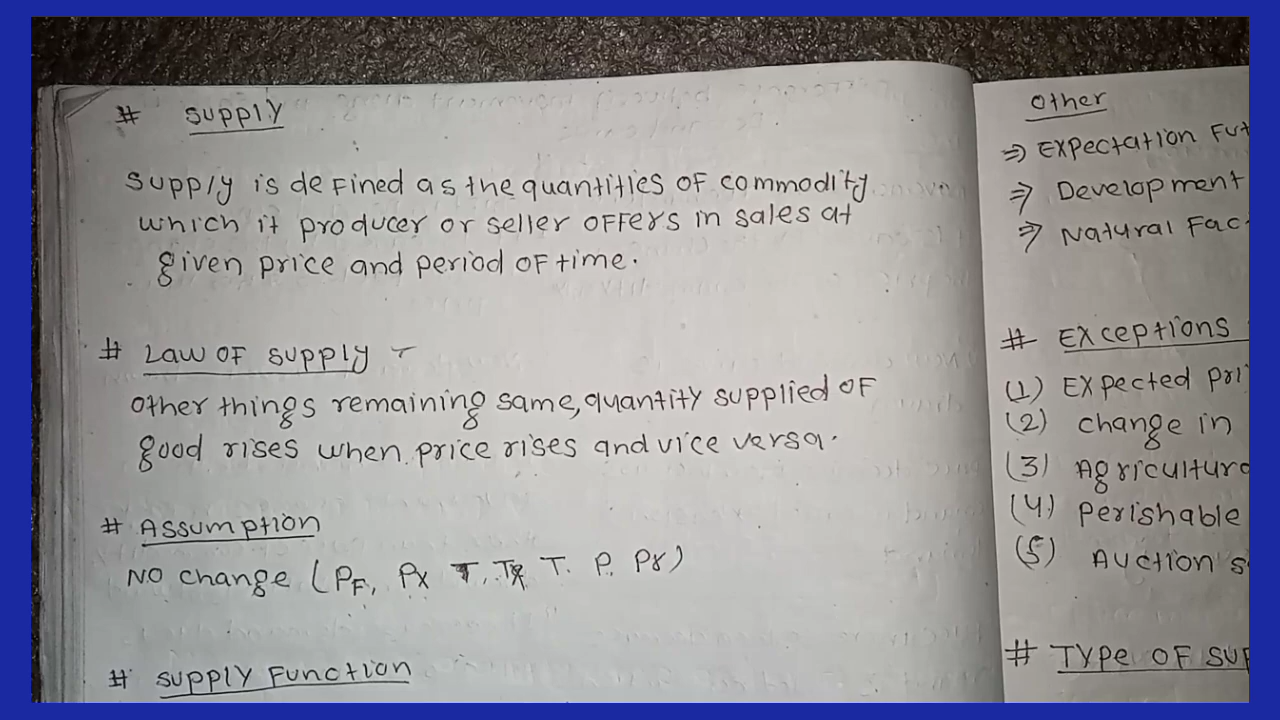 # Supply
Supply is defined as the quantities of commodity
which it producer or seller offers in sales at
given price and period of time.
# Law of supply -
other things remaining same, quantity supplied of
good rises when price rises and vice versa.
# Assumption
No change (PF, Px T, Tx T. P. Pr)
# Supply Function
Other
⇒ Expectation Fut
⇒ Development
⇒ Natural Fac
# Exceptions
(1) Expected pri
(2) change in
(3) Agricultura
(4) perishable
(5) Auction s
# Type of sup